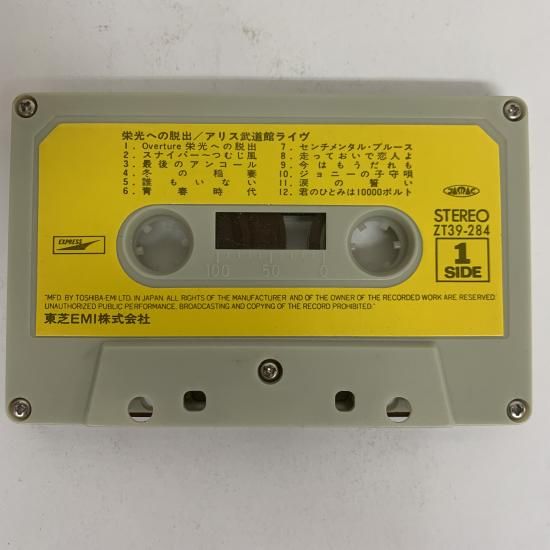 栄光への脱出／アリス武道館ライヴ
1. Overture 栄光への脱出
2. スナイパー～つむじ風
3. 最後のアンコール
4. 冬の稲妻
5. 誰もいない
6. 青春時代
7. センチメンタル・ブルース
8. 走っておいで恋人よ
9. 今はもうだれも
10. ジョニーの子守唄
11. 涙の誓い
12. 君のひとみは10000ボルト
EXPRESS
STEREO
ZT39-284
1
SIDE
100 50 0
"MFD. BY TOSHIBA-EMI LTD. IN JAPAN. ALL RIGHTS OF THE MANUFACTURER AND OF THE OWNER OF THE RECORDED WORK ARE RESERVED.
UNAUTHORIZED PUBLIC PERFORMANCE, BROADCASTING AND COPYING OF THE RECORD PROHIBITED."
東芝EMI株式会社